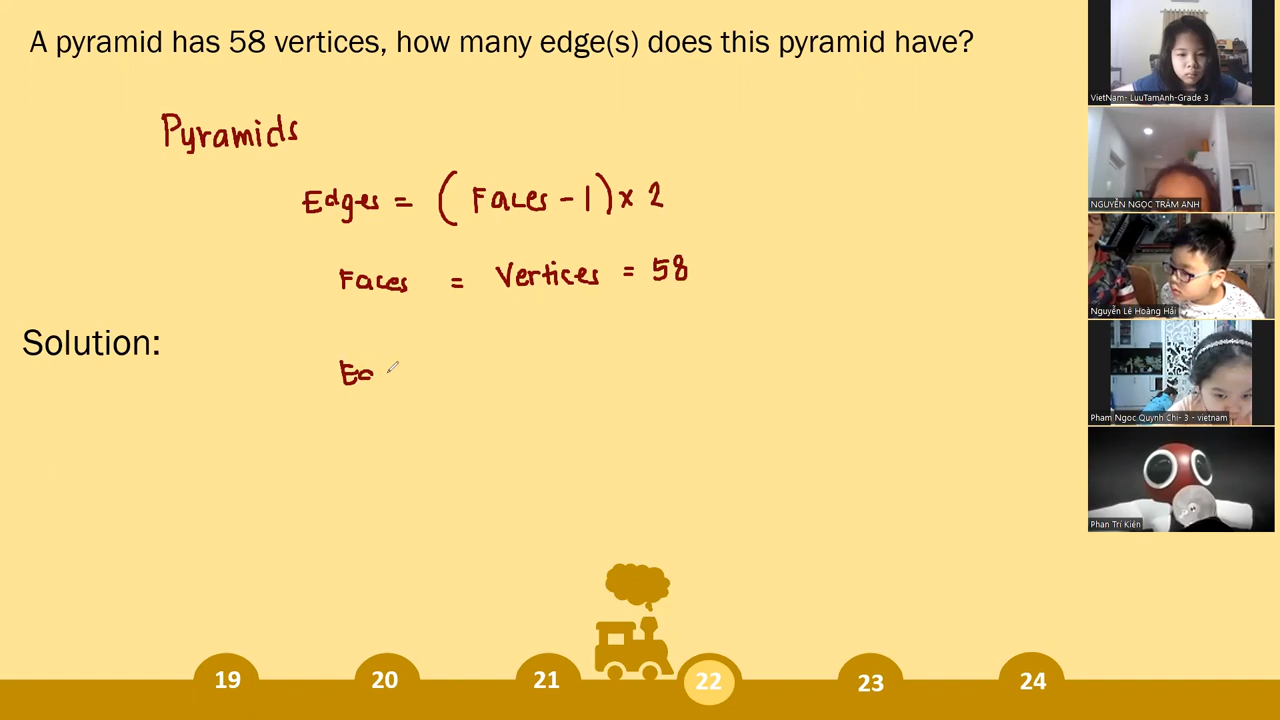 A pyramid has 58 vertices, how many edge(s) does this pyramid have?
Pyramids
Edges = (Faces - 1) x 2
Faces = Vertices = 58
Solution:
Ed
VietNam- LuuTamAnh-Grade 3
NGUYỄN NGỌC TRÂM ANH
Nguyễn Lê Hoàng Hải
Pham Ngoc Quynh Chi- 3 - vietnam
Phan Trí Kiên
19 20 21 22 23 24